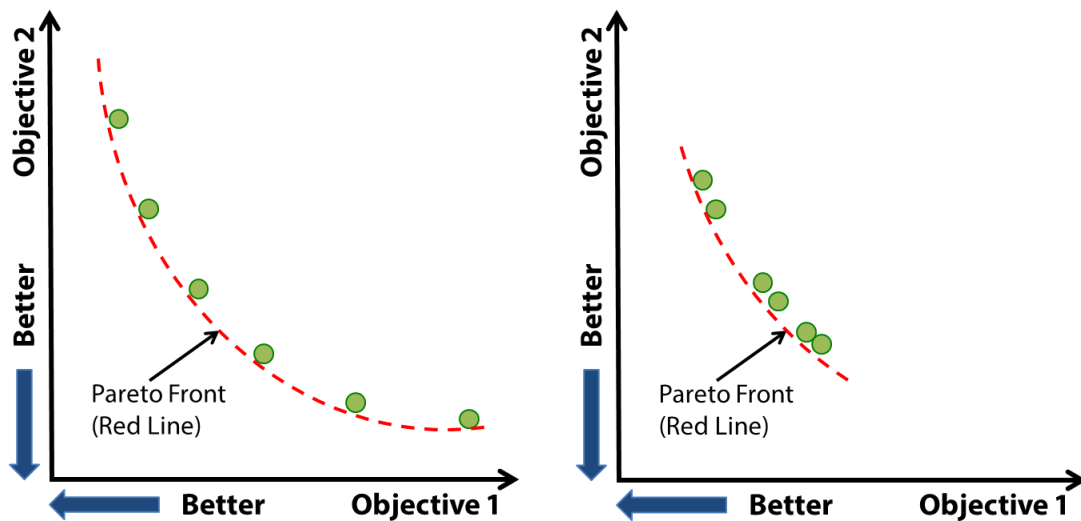 Objective 2
Better
Pareto Front
(Red Line)
Better
Objective 1
Objective 2
Better
Pareto Front
(Red Line)
Better
Objective 1